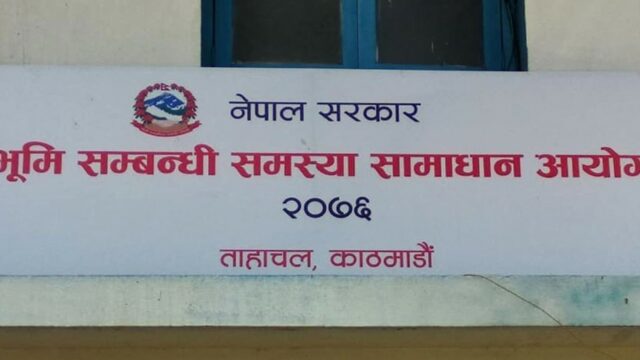 नेपाल सरकार
भूमि सम्बन्धी समस्या सामाधान आयोग
२०७६
ताहाचल, काठमाडौं